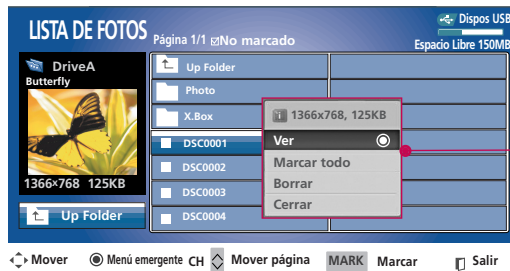 LISTA DE FOTOS
Página 1/1 No marcado
Dispos USB
Espacio Libre 150MB
DriveA
Butterfly
1366×768 125KB
Up Folder
Up Folder
Photo
X.Box
DSC0001
DSC0002
DSC0003
DSC0004
1366x768, 125KB
Ver
Marcar todo
Borrar
Cerrar
Mover Menú emergente CH Mover página MARK Marcar Salir